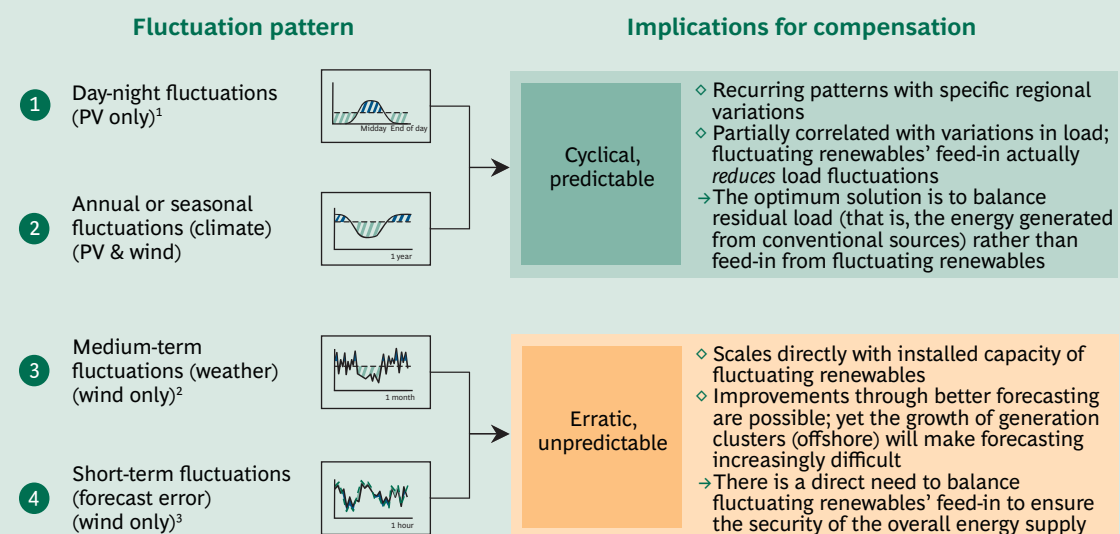 Fluctuation pattern
Implications for compensation
1
Day-night fluctuations
(PV only)1
Midday End of day
2
Annual or seasonal
fluctuations (climate)
(PV & wind)
1 year
Cyclical,
predictable
◇ Recurring patterns with specific regional
variations
◇ Partially correlated with variations in load;
fluctuating renewables’ feed-in actually
reduces load fluctuations
→ The optimum solution is to balance
residual load (that is, the energy generated
from conventional sources) rather than
feed-in from fluctuating renewables
3
Medium-term
fluctuations (weather)
(wind only)2
1 month
4
Short-term fluctuations
(forecast error)
(wind only)3
1 hour
Erratic,
unpredictable
◇ Scales directly with installed capacity of
fluctuating renewables
◇ Improvements through better forecasting
are possible; yet the growth of generation
clusters (offshore) will make forecasting
increasingly difficult
→ There is a direct need to balance
fluctuating renewables’ feed-in to ensure
the security of the overall energy supply